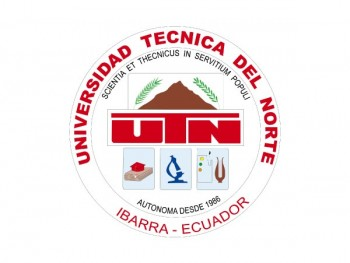 UNIVERSIDAD TECNICA DEL NORTE
SCIENTIA ET THECNICUS IN SERVITIUM POPULI
UTN
AUTONOMA DESDE 1986
IBARRA - ECUADOR